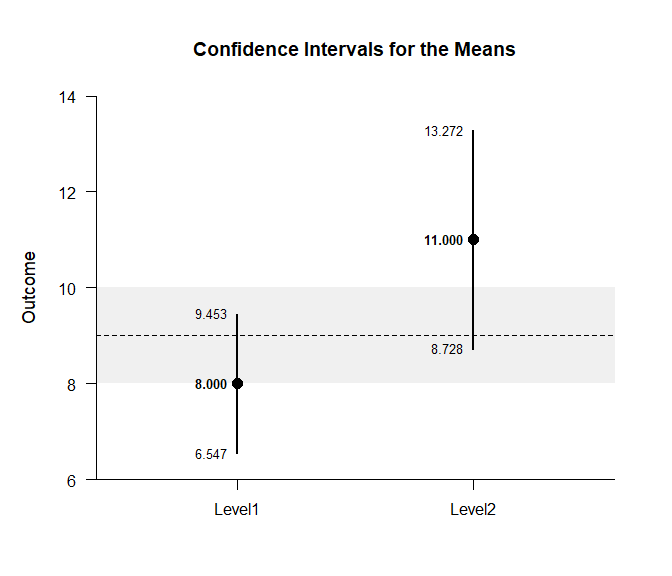 Confidence Intervals for the Means
Outcome
14
12
10
8
6
13.272
11.000
8.728
9.453
8.000
6.547
Level1
Level2